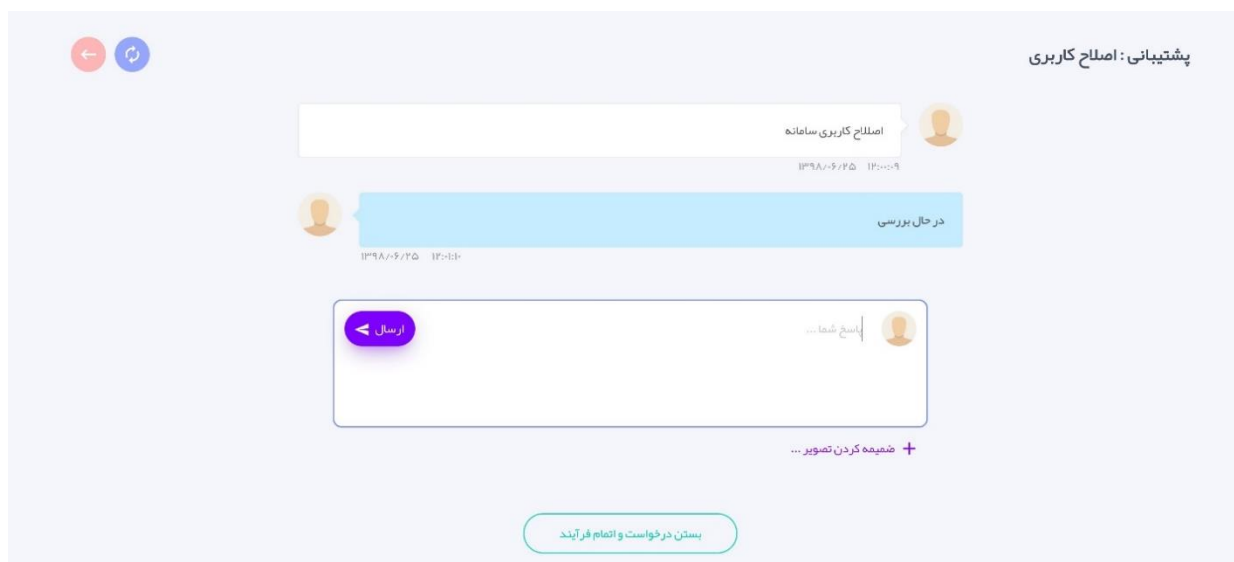 پشتیبانی : اصلاح کاربری
اصلللاح کاربری سامانه
۱۳۹۸/۰۶/۲۵ ۱۲:۰۰:۰۹
در حال بررسی
۱۳۹۸/۰۶/۲۵ ۱۲:۰۱:۱۰
پاسخ شما ...
ارسال
ضمیمه کردن تصویر ...
بستن درخواست و اتمام فرآیند